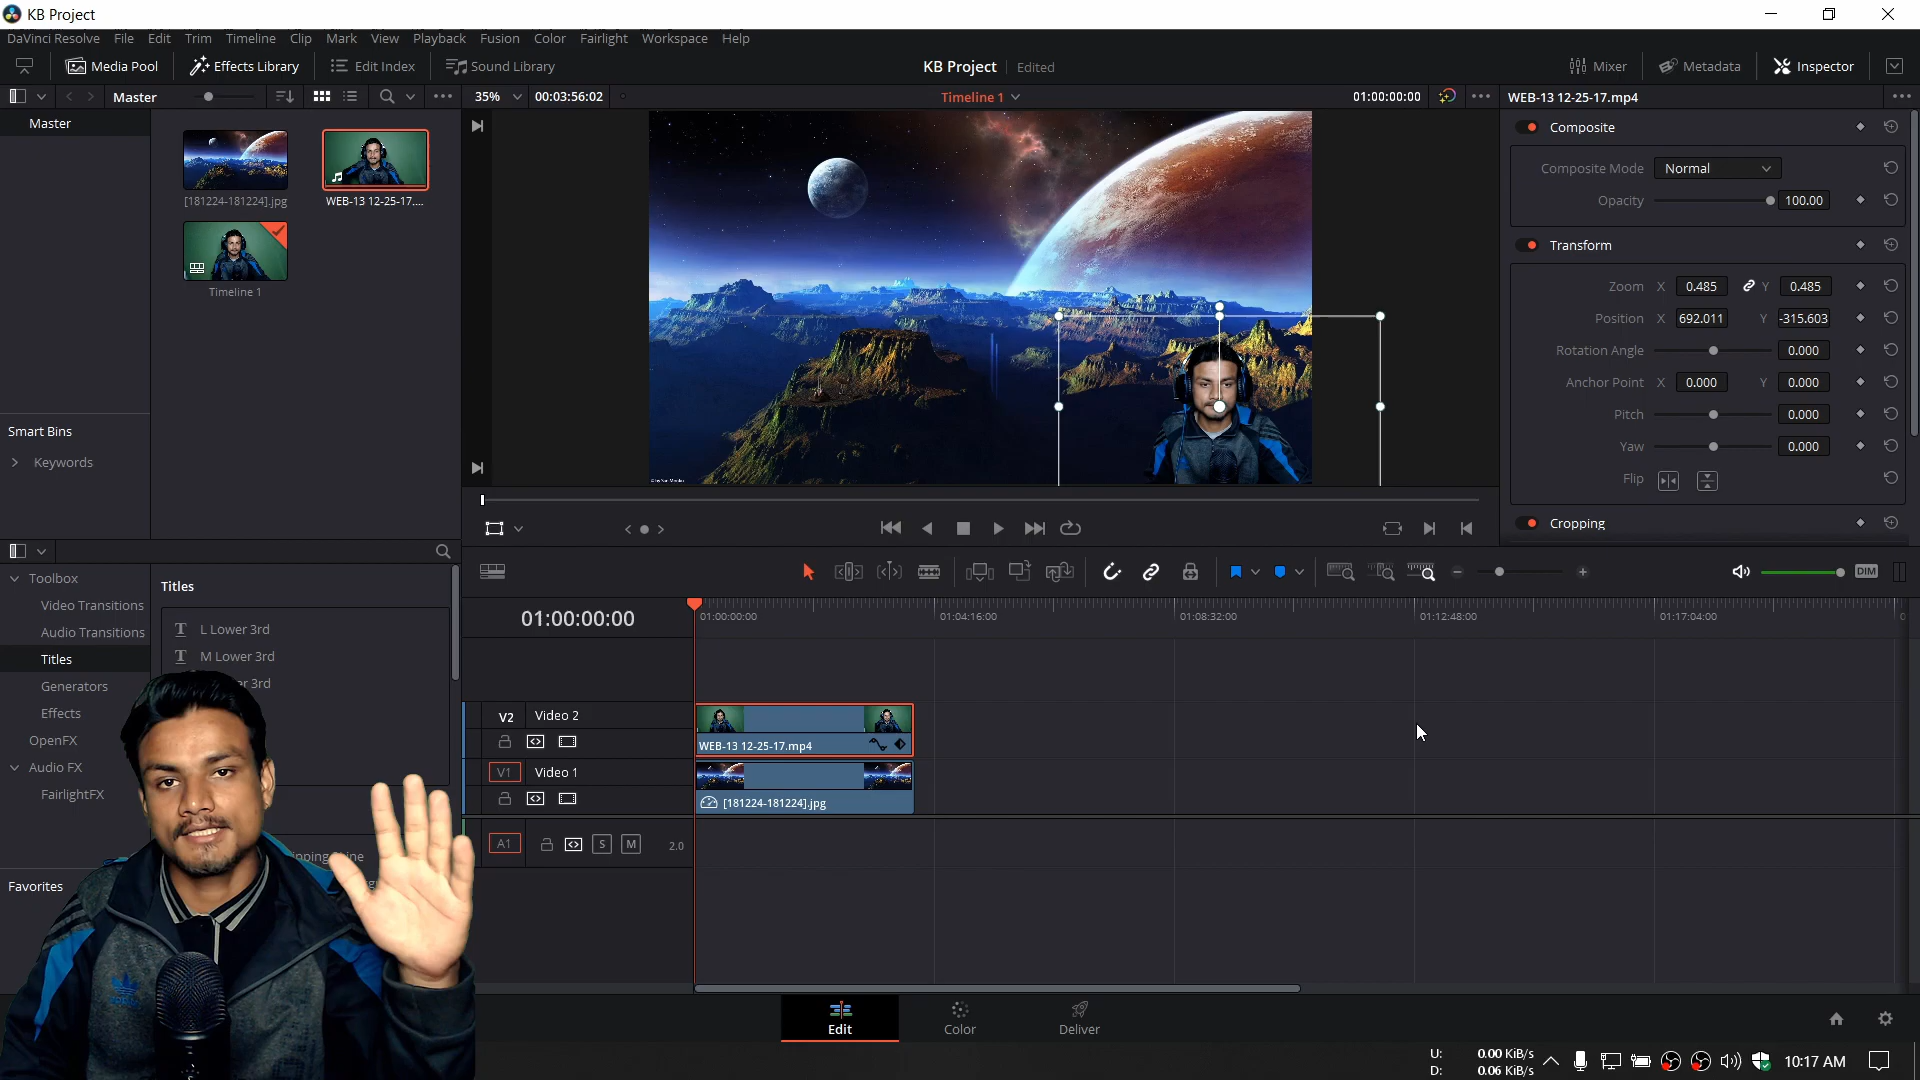 KB Project
DaVinci Resolve File Edit Trim Timeline Clip Mark View Playback Fusion Color Fairlight Workspace Help
Media Pool Effects Library Edit Index Sound Library KB Project Edited Mixer Metadata Inspector
Master 35% 00:03:56:02 Timeline 1 01:00:00:00 WEB-13 12-25-17.mp4
Master
[181224-181224].jpg
WEB-13 12-25-17....
Timeline 1
Smart Bins
Keywords
Composite
Composite Mode Normal
Opacity 100.00
Transform
Zoom X 0.485 Y 0.485
Position X 692.011 Y -315.603
Rotation Angle 0.000
Anchor Point X 0.000 Y 0.000
Pitch 0.000
Yaw 0.000
Flip
Cropping
Toolbox
Video Transitions
Audio Transitions
Titles
Generators
Effects
OpenFX
Audio FX
FairlightFX
Favorites
Titles
L Lower 3rd
M Lower 3rd
3rd
DIM
01:00:00:00
01:00:00:00 01:04:16:00 01:08:32:00 01:12:48:00 01:17:04:00
V2 Video 2
WEB-13 12-25-17.mp4
V1 Video 1
[181224-181224].jpg
A1 S M 2.0
Edit Color Deliver
U: 0.00 KiB/s
D: 0.06 KiB/s
10:17 AM